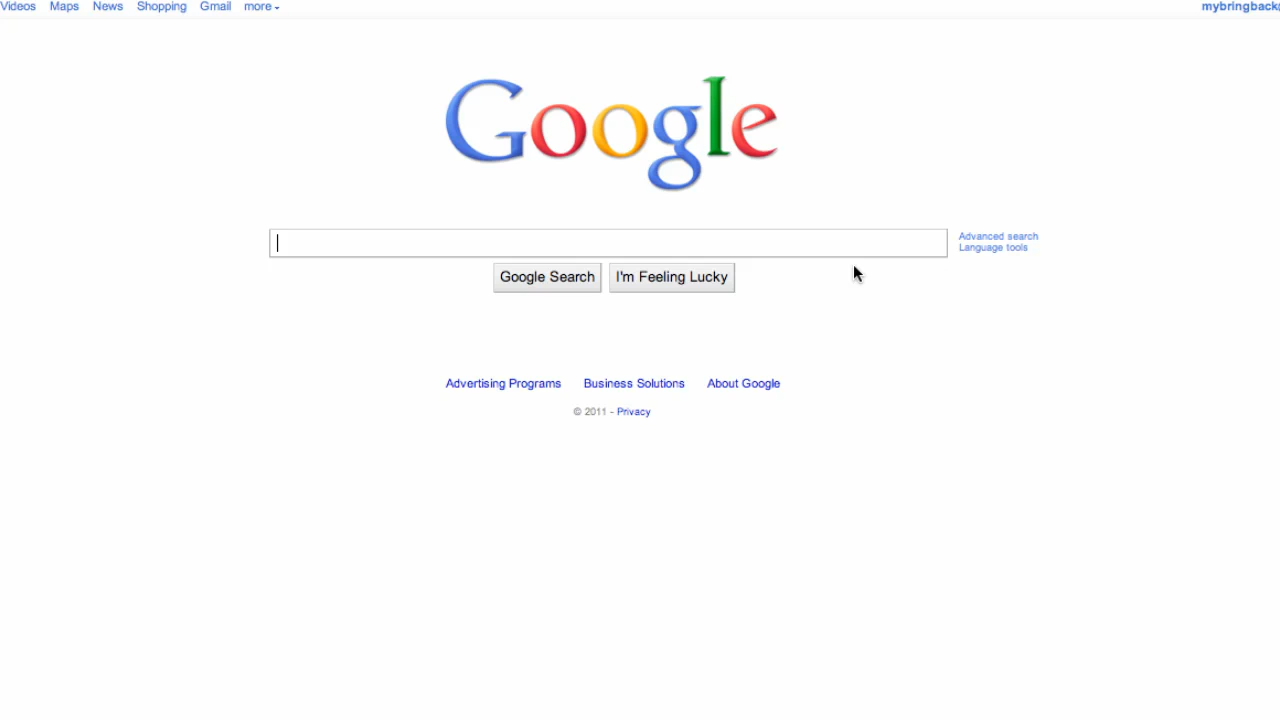 Videos Maps News Shopping Gmail more
mybringback@
Google
Advanced search
Language tools
Google Search I'm Feeling Lucky
Advertising Programs Business Solutions About Google
© 2011 - Privacy